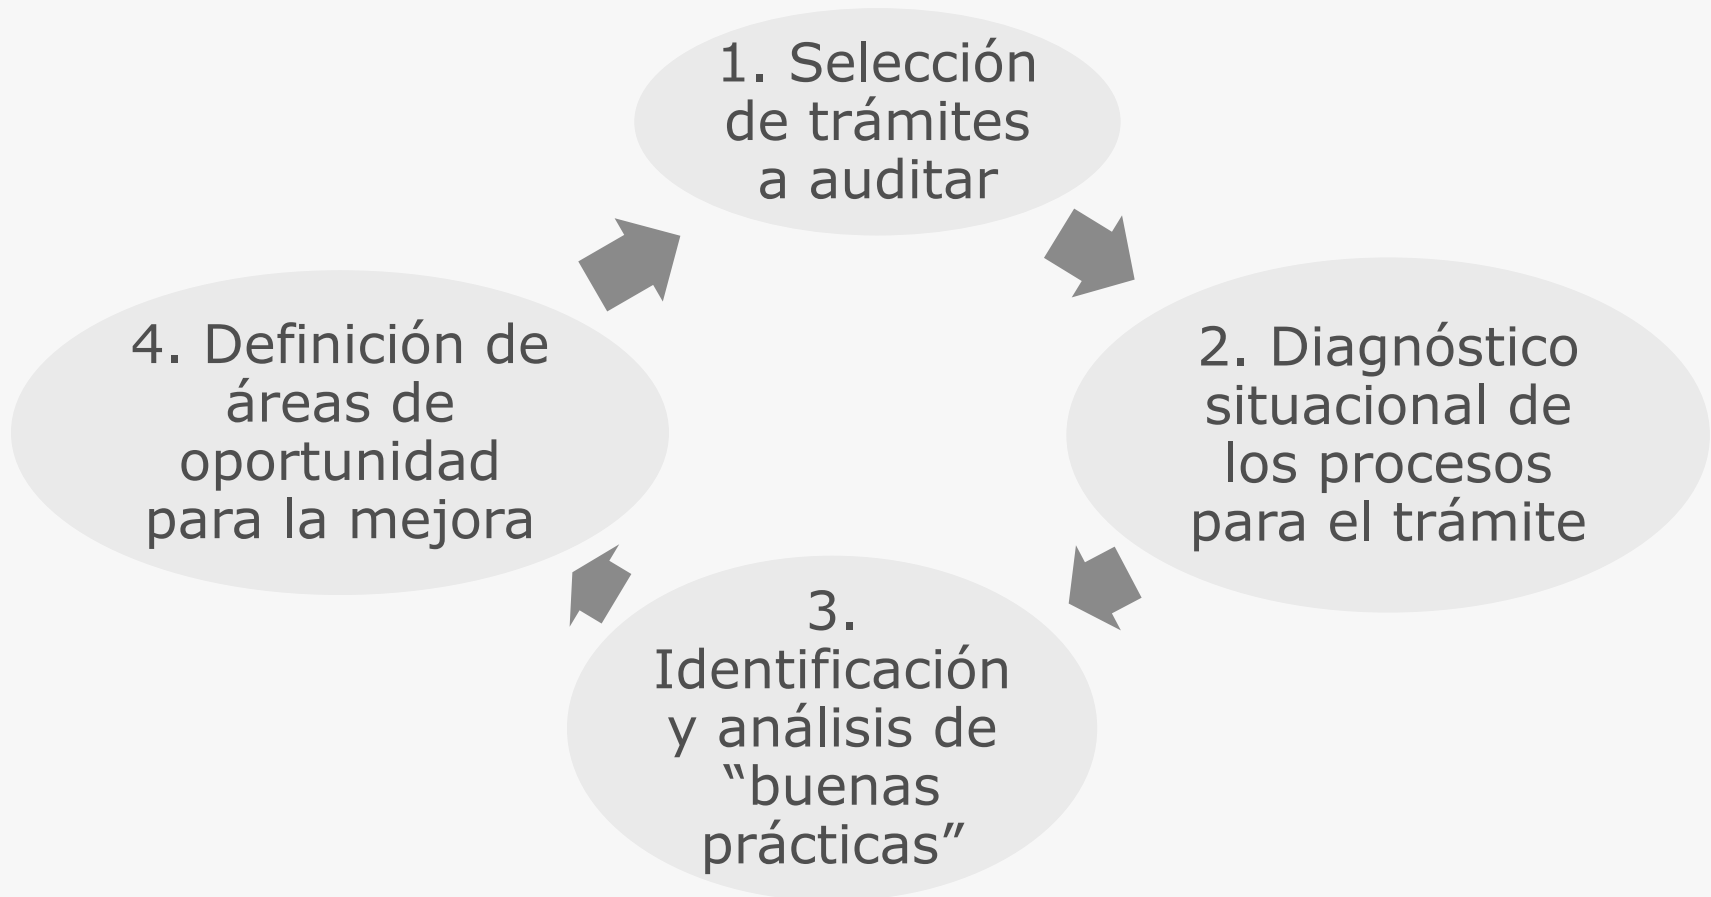 1. Selección
de trámites
a auditar
2. Diagnóstico
situacional de
los procesos
para el trámite
3.
Identificación
y análisis de
“buenas
prácticas”
4. Definición de
áreas de
oportunidad
para la mejora